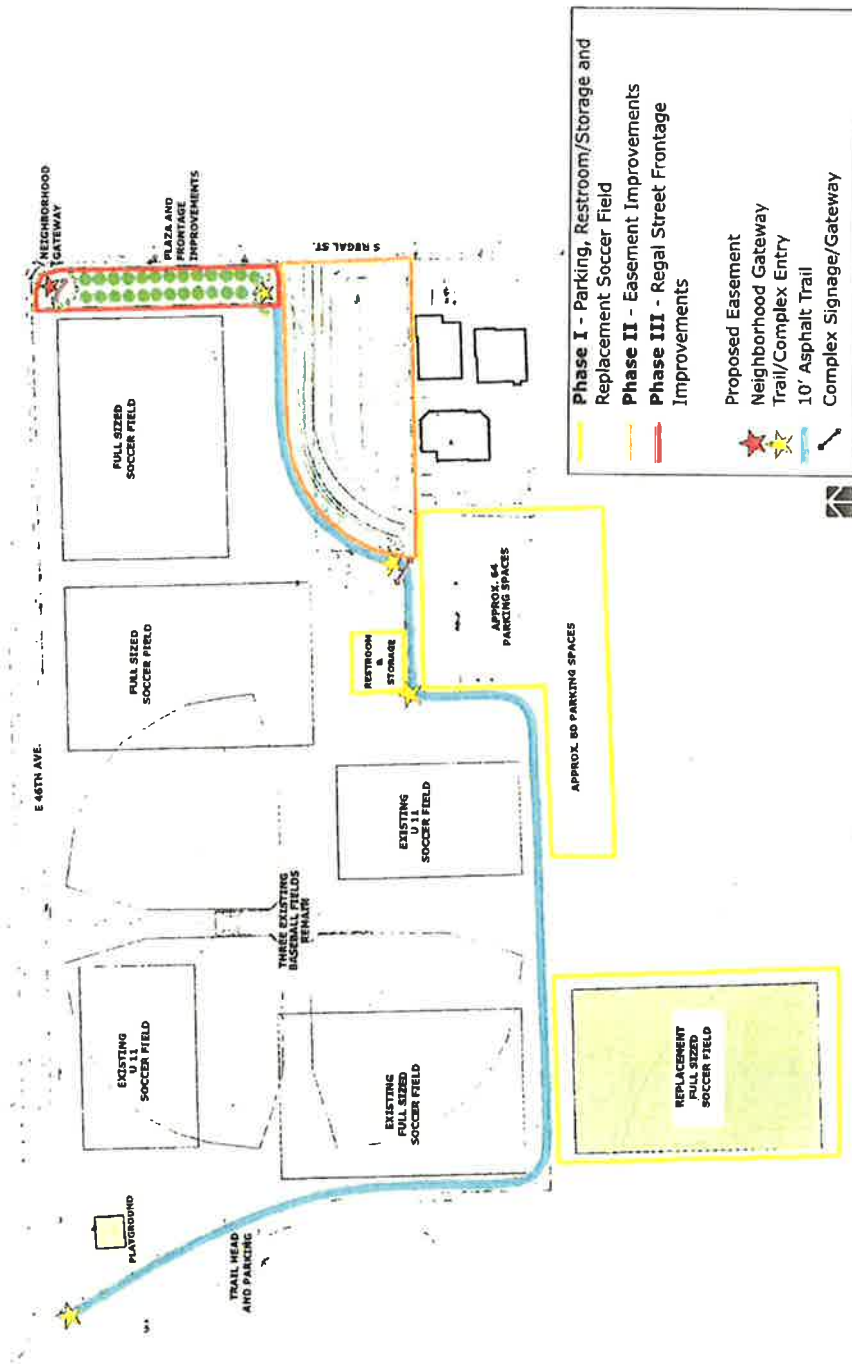 E 46TH AVE.
NEIGHBORHOOD
GATEWAY
PLAZA AND
FRONTAGE
IMPROVEMENTS
S REGAL ST.
FULL SIZED
SOCCER FIELD
FULL SIZED
SOCCER FIELD
RESTROOM
&
STORAGE
APPROX. 64
PARKING SPACES
APPROX. 80 PARKING SPACES
EXISTING
U 11
SOCCER FIELD
THREE EXISTING
BASEBALL FIELDS
REMAIN
EXISTING
U 11
SOCCER FIELD
EXISTING
FULL SIZED
SOCCER FIELD
REPLACEMENT
FULL SIZED
SOCCER FIELD
PLAYGROUND
TRAIL HEAD
AND PARKING
Phase I - Parking, Restroom/Storage and
Replacement Soccer Field
Phase II - Easement Improvements
Phase III - Regal Street Frontage
Improvements
Proposed Easement
Neighborhood Gateway
Trail/Complex Entry
10' Asphalt Trail
Complex Signage/Gateway